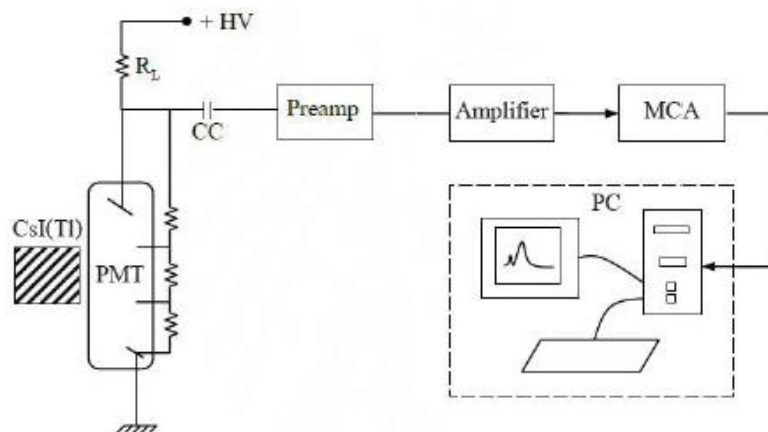 + HV
R_L
CC
Preamp
Amplifier
MCA
CsI(Tl)
PMT
PC